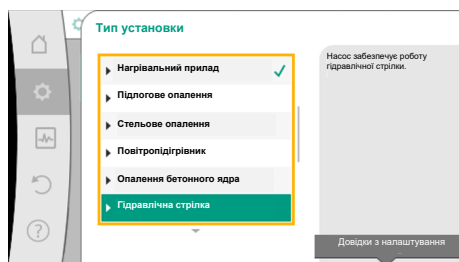 Тип установки
Нагрівальний прилад
Підлогове опалення
Стельове опалення
Повітропідігрівник
Опалення бетонного ядра
Гідравлічна стрілка
Насос забезпечує роботу
гідравлічної стрілки.
Довідки з налаштування